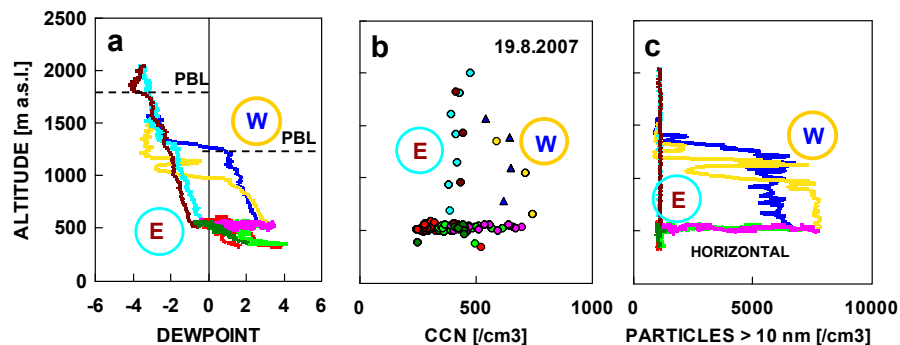 a
b
c
19.8.2007
ALTITUDE [m a.s.l.]
2500
2000
1500
1000
500
0
PBL
PBL
W
E
-6 -4 -2 0 2 4 6
DEWPOINT
E
W
0 500 1000
CCN [/cm3]
W
E
HORIZONTAL
0 5000 10000
PARTICLES > 10 nm [/cm3]